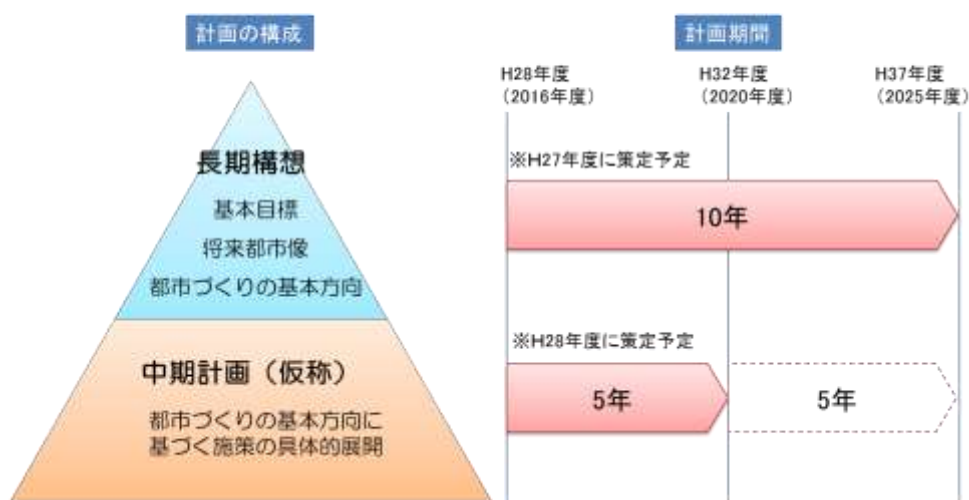 計画の構成
長期構想
基本目標
将来都市像
都市づくりの基本方向
中期計画（仮称）
都市づくりの基本方向に
基づく施策の具体的展開
計画期間
H28年度
（2016年度）
H32年度
（2020年度）
H37年度
（2025年度）
※H27年度に策定予定
10年
※H28年度に策定予定
5年
5年